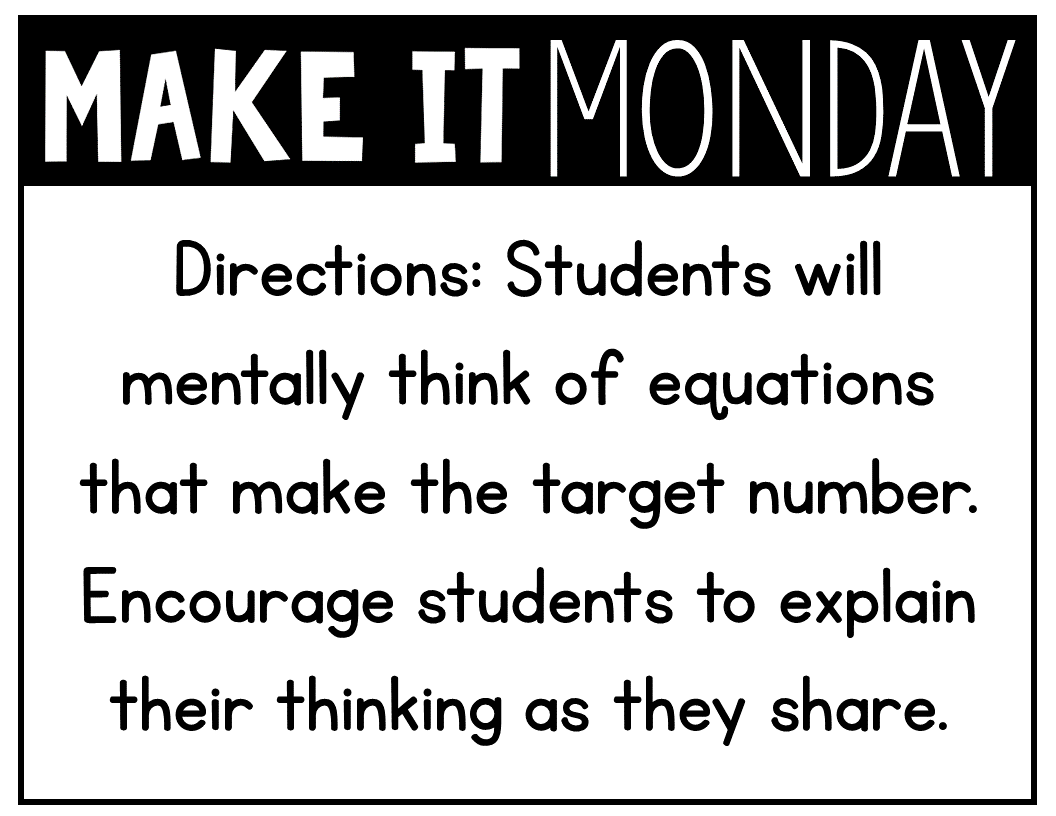 MAKE IT MONDAY
Directions: Students will
mentally think of equations
that make the target number.
Encourage students to explain
their thinking as they share.